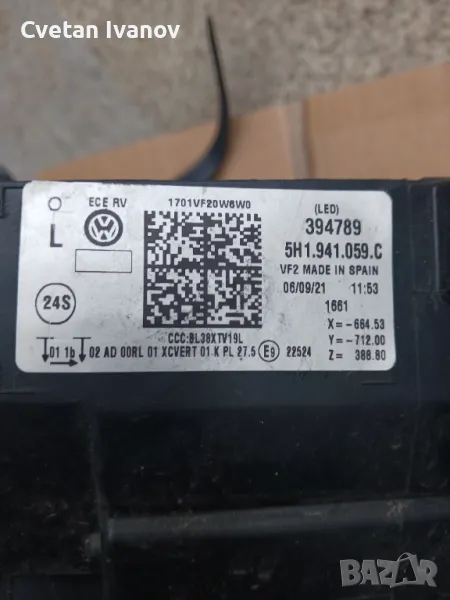 Cvetan Ivanov
ECE RV
1701VF20W6W0
(LED)
L
394789
5H1.941.059.C
VF2 MADE IN SPAIN
06/09/21 11:53
24S
1661
X= -664.53
CCC:BL38XTV19L
Y= -712.00
01 1b 02 AD 00RL 01 XCVERT 01 K PL 27.5 E9 22524
Z= 388.80
BAZAR